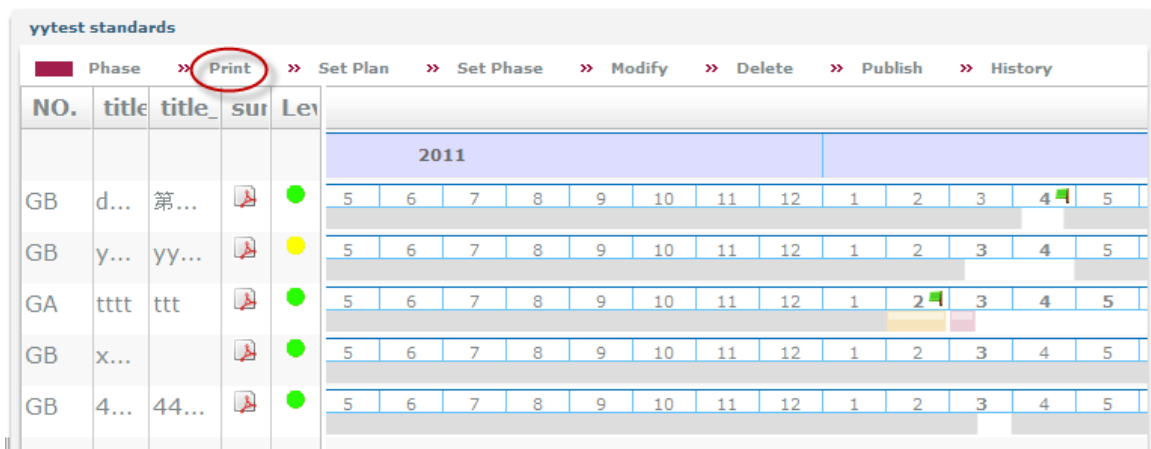 yytest standards
Phase » Print » Set Plan » Set Phase » Modify » Delete » Publish » History
NO. title title_ sur Lev
2011
GB d... 第... 5 6 7 8 9 10 11 12 1 2 3 4 5
GB y... yy... 5 6 7 8 9 10 11 12 1 2 3 4 5
GA tttt ttt 5 6 7 8 9 10 11 12 1 2 3 4 5
GB x... 5 6 7 8 9 10 11 12 1 2 3 4 5
GB 4... 44... 5 6 7 8 9 10 11 12 1 2 3 4 5